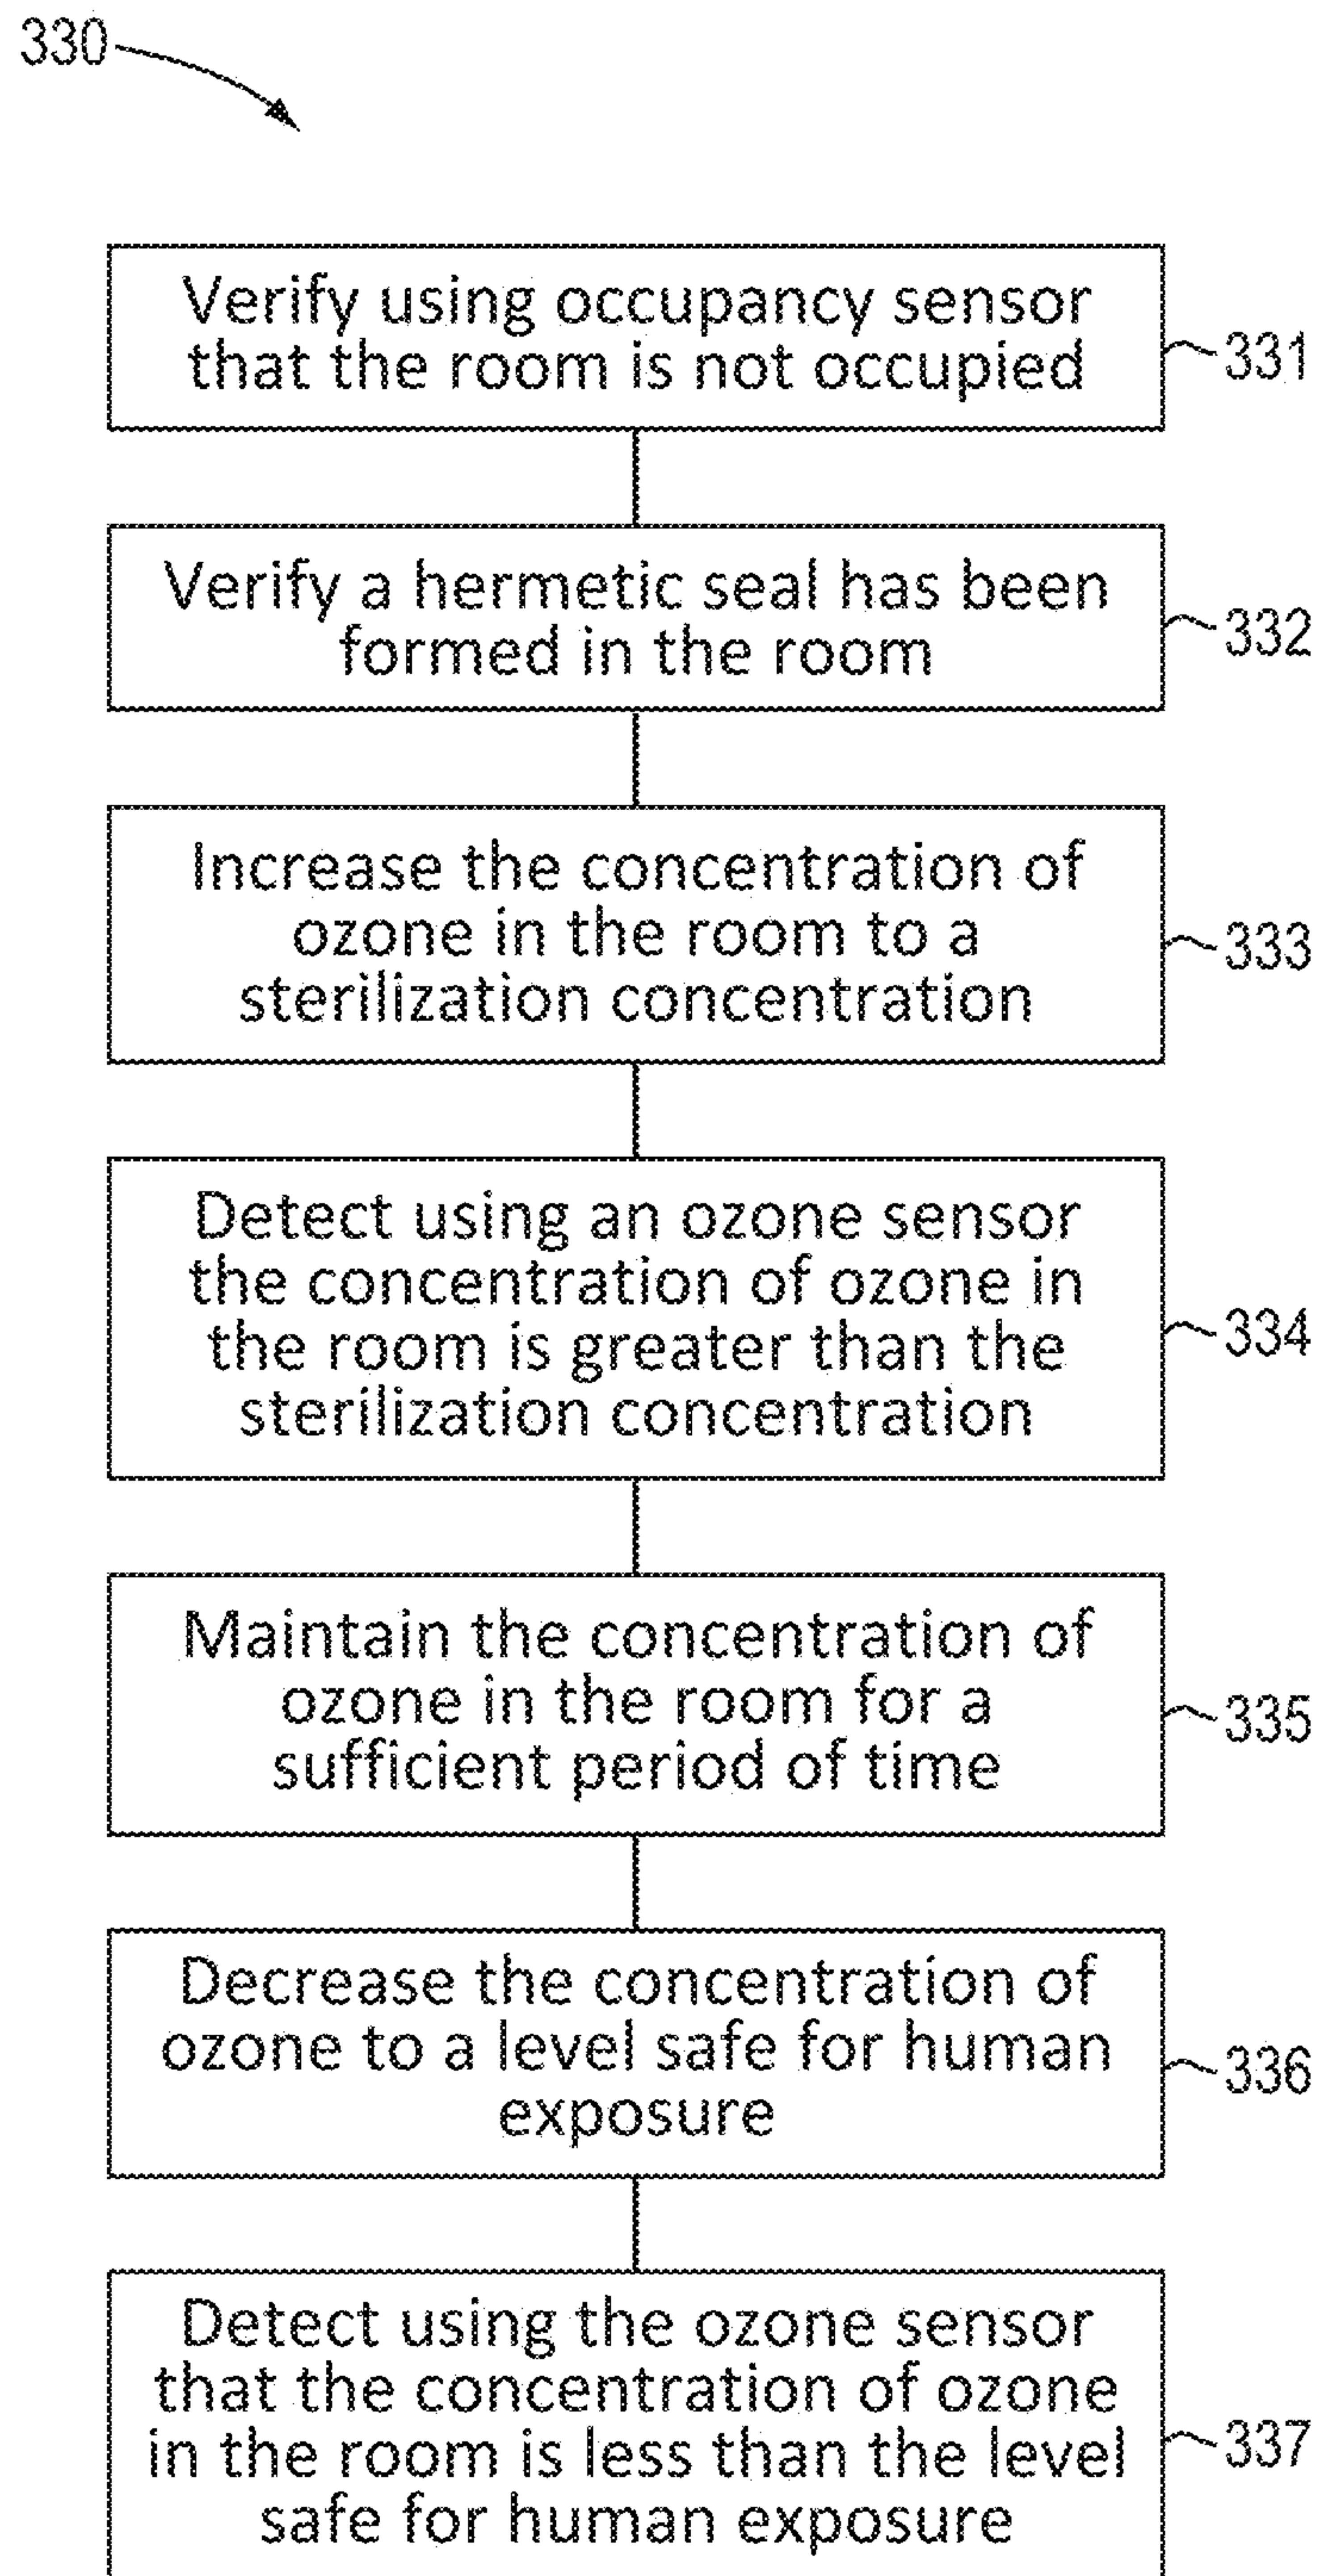 330
Verify using occupancy sensor
that the room is not occupied
331
Verify a hermetic seal has been
formed in the room
332
Increase the concentration of
ozone in the room to a
sterilization concentration
333
Detect using an ozone sensor
the concentration of ozone in
the room is greater than the
sterilization concentration
334
Maintain the concentration of
ozone in the room for a
sufficient period of time
335
Decrease the concentration of
ozone to a level safe for human
exposure
336
Detect using the ozone sensor
that the concentration of ozone
in the room is less than the level
safe for human exposure
337